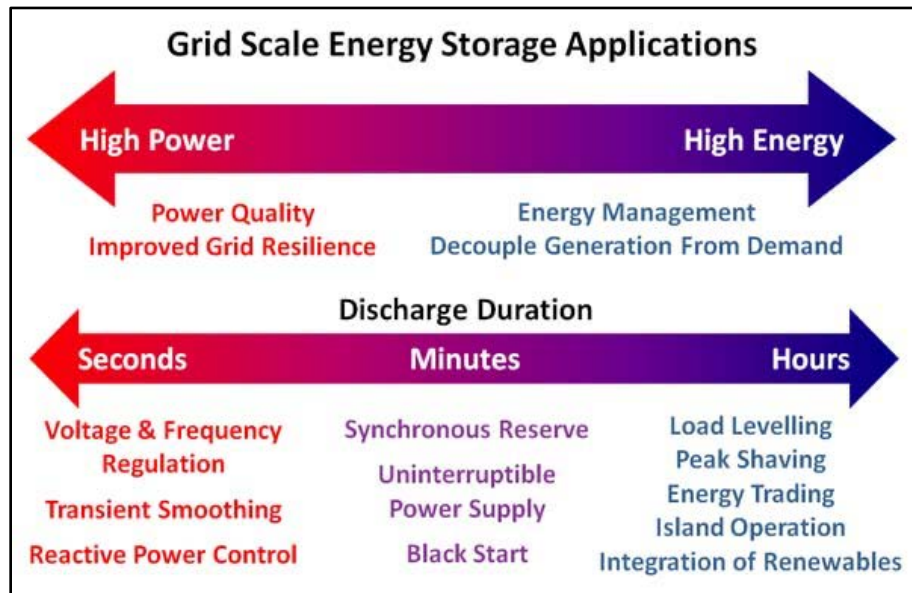 Grid Scale Energy Storage Applications
High Power
High Energy
Power Quality
Improved Grid Resilience
Energy Management
Decouple Generation From Demand
Discharge Duration
Seconds
Minutes
Hours
Voltage & Frequency
Regulation
Transient Smoothing
Reactive Power Control
Synchronous Reserve
Uninterruptible
Power Supply
Black Start
Load Levelling
Peak Shaving
Energy Trading
Island Operation
Integration of Renewables